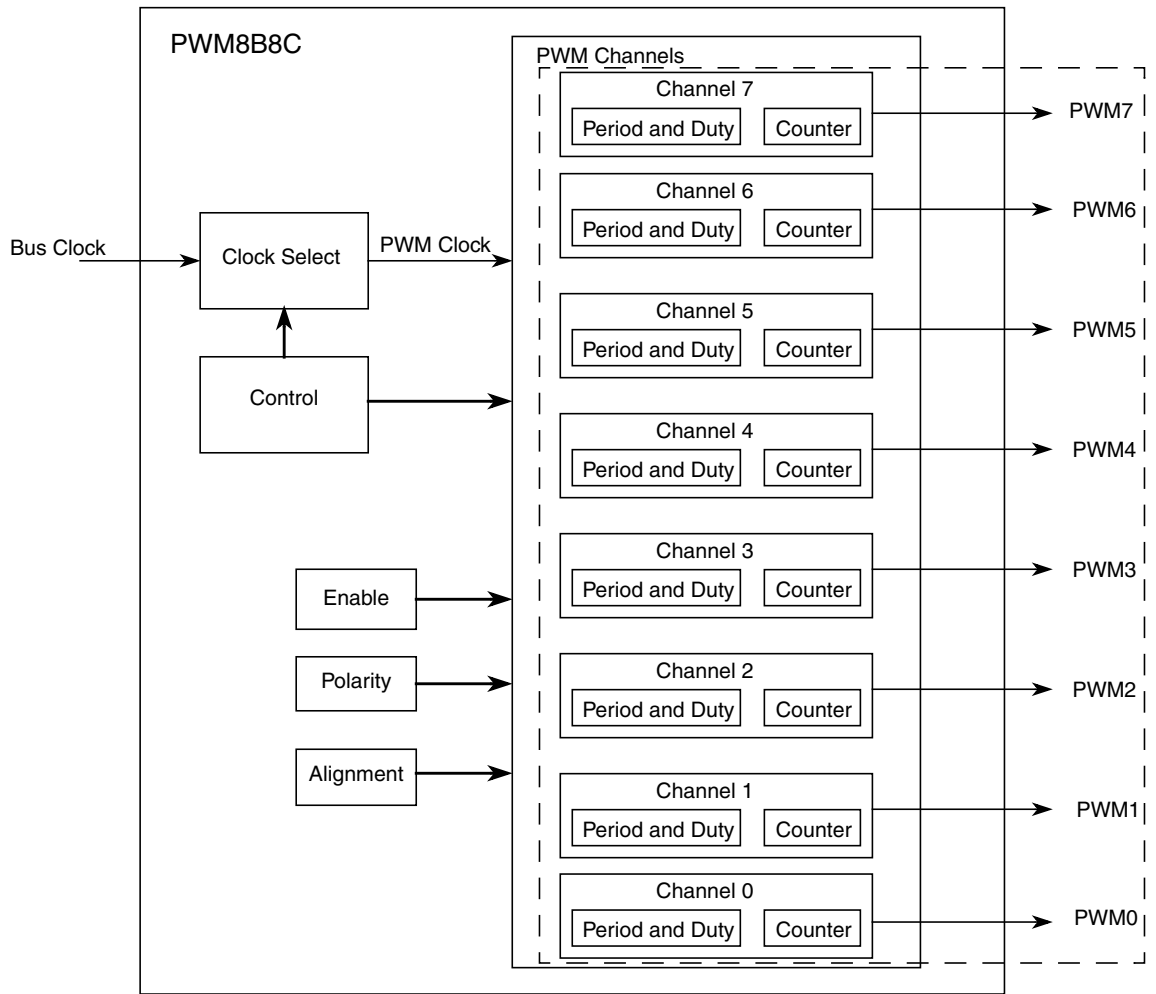 PWM8B8C
PWM Channels
Channel 7
Period and Duty
Counter
PWM7
Channel 6
Period and Duty
Counter
PWM6
Bus Clock
Clock Select
PWM Clock
Control
Channel 5
Period and Duty
Counter
PWM5
Channel 4
Period and Duty
Counter
PWM4
Enable
Polarity
Alignment
Channel 3
Period and Duty
Counter
PWM3
Channel 2
Period and Duty
Counter
PWM2
Channel 1
Period and Duty
Counter
PWM1
Channel 0
Period and Duty
Counter
PWM0